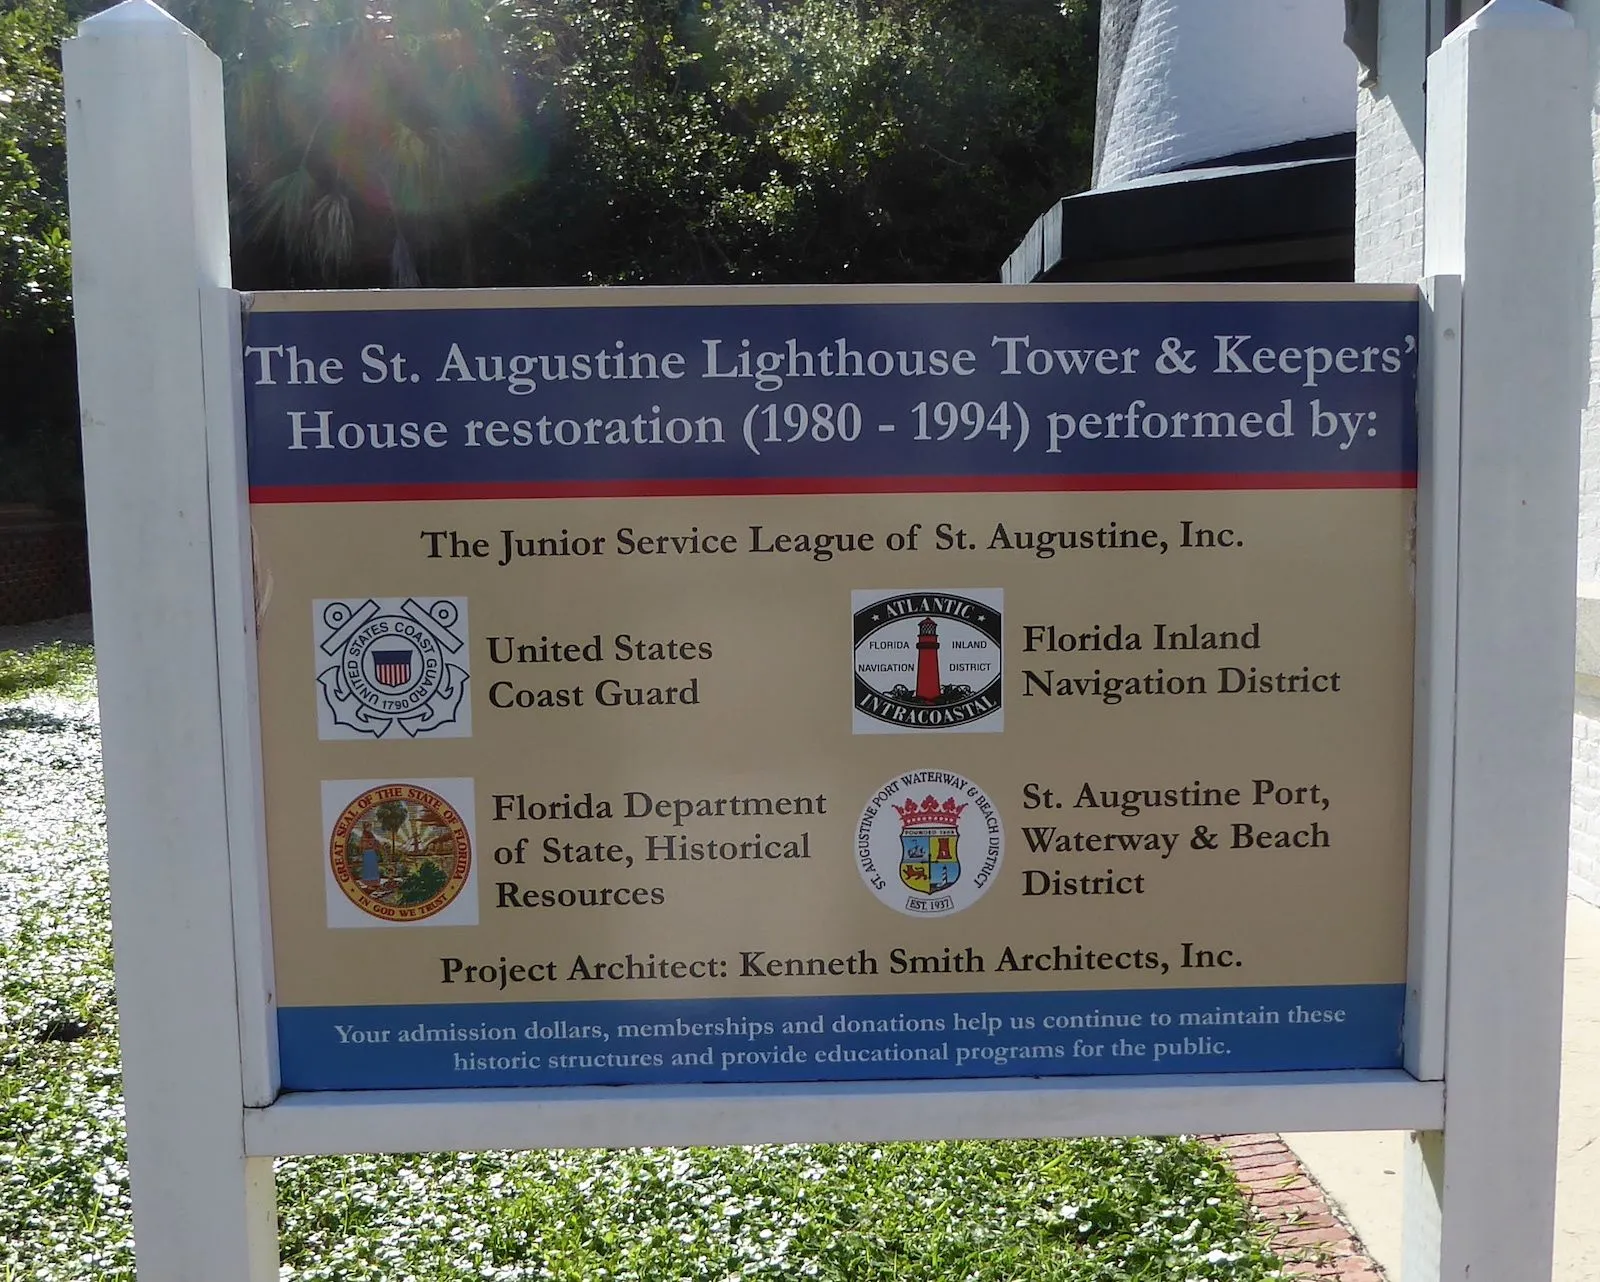 The St. Augustine Lighthouse Tower & Keepers'
House restoration (1980 - 1994) performed by:
The Junior Service League of St. Augustine, Inc.
UNITED STATES COAST GUARD
1790
United States
Coast Guard
ATLANTIC
FLORIDA INLAND
NAVIGATION DISTRICT
INTRACOASTAL
Florida Inland
Navigation District
GREAT SEAL OF THE STATE OF FLORIDA
IN GOD WE TRUST
Florida Department
of State, Historical
Resources
ST. AUGUSTINE PORT WATERWAY & BEACH DISTRICT
EST. 1937
St. Augustine Port,
Waterway & Beach
District
Project Architect: Kenneth Smith Architects, Inc.
Your admission dollars, memberships and donations help us continue to maintain these
historic structures and provide educational programs for the public.